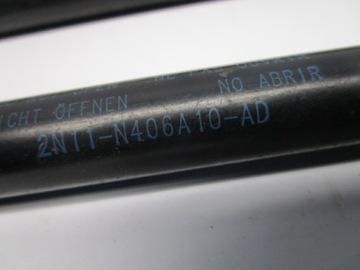 NICHT ÖFFNEN NO ABRIR
2N11-N406A10-AD